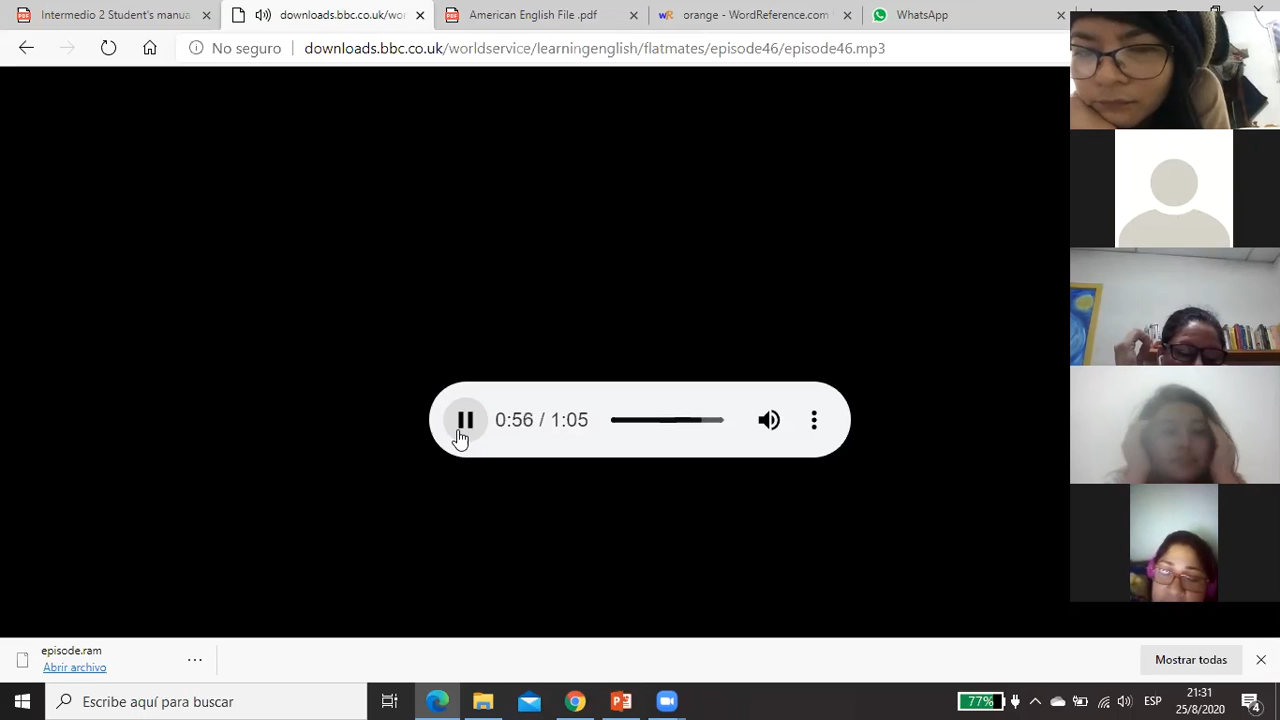 Intermedio 2 Student's manua
downloads.bbc.co.uk/wo
American English File .pdf
orange - WordReference.com
WhatsApp
No seguro
downloads.bbc.co.uk/worldservice/learningenglish/flatmates/episode46/episode46.mp3
0:56 / 1:05
episode.ram
Abrir archivo
Mostrar todas
Escribe aquí para buscar
77%
ESP
21:31
25/8/2020
4